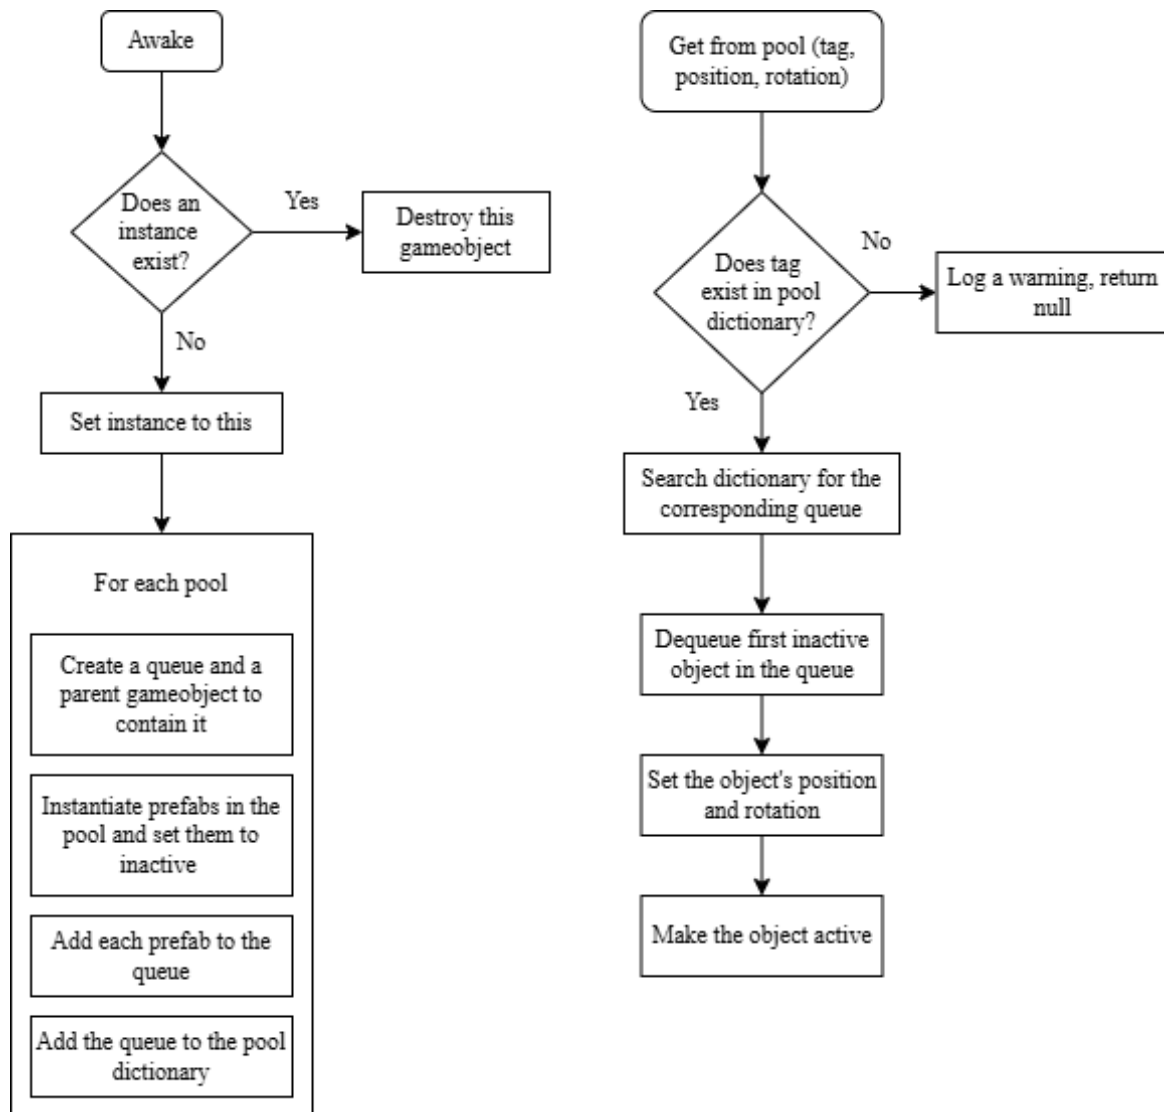 Awake
Does an
instance
exist?
Yes
Destroy this
gameobject
No
Set instance to this
For each pool
Create a queue and a
parent gameobject to
contain it
Instantiate prefabs in the
pool and set them to
inactive
Add each prefab to the
queue
Add the queue to the pool
dictionary
Get from pool (tag,
position, rotation)
Does tag
exist in pool
dictionary?
No
Log a warning, return
null
Yes
Search dictionary for the
corresponding queue
Dequeue first inactive
object in the queue
Set the object's position
and rotation
Make the object active